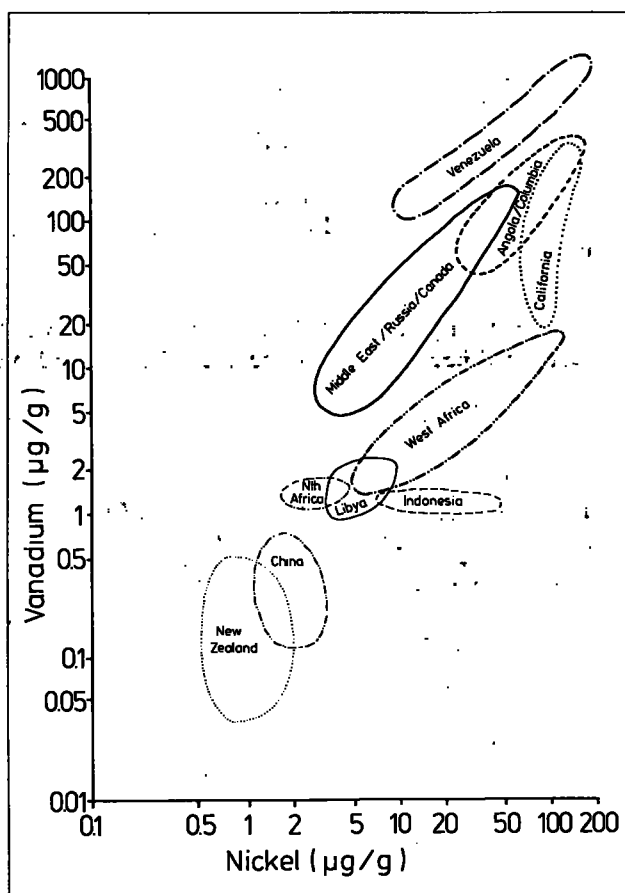 1000
500
200
100
50
20
10
5
2
1
0.5
0.1
0.05
0.01
Vanadium (µg/g)
Venezuela
Angola/Columbia
California
Middle East/Russia/Canada
West Africa
Nth
Africa
Libya
Indonesia
China
New
Zealand
0.1
0.5
1
2
5
10
20
50
100
200
Nickel (µg/g)